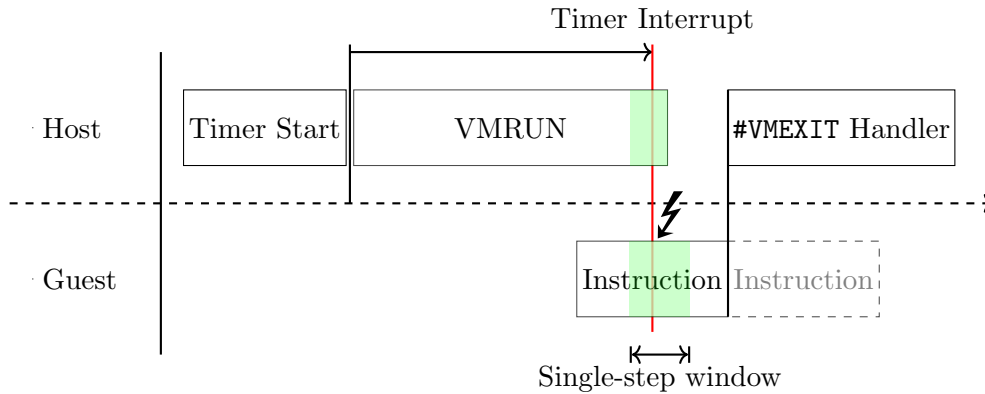 Timer Interrupt
Host
Timer Start
VMRUN
#VMEXIT Handler
Guest
Instruction
Instruction
Single-step window